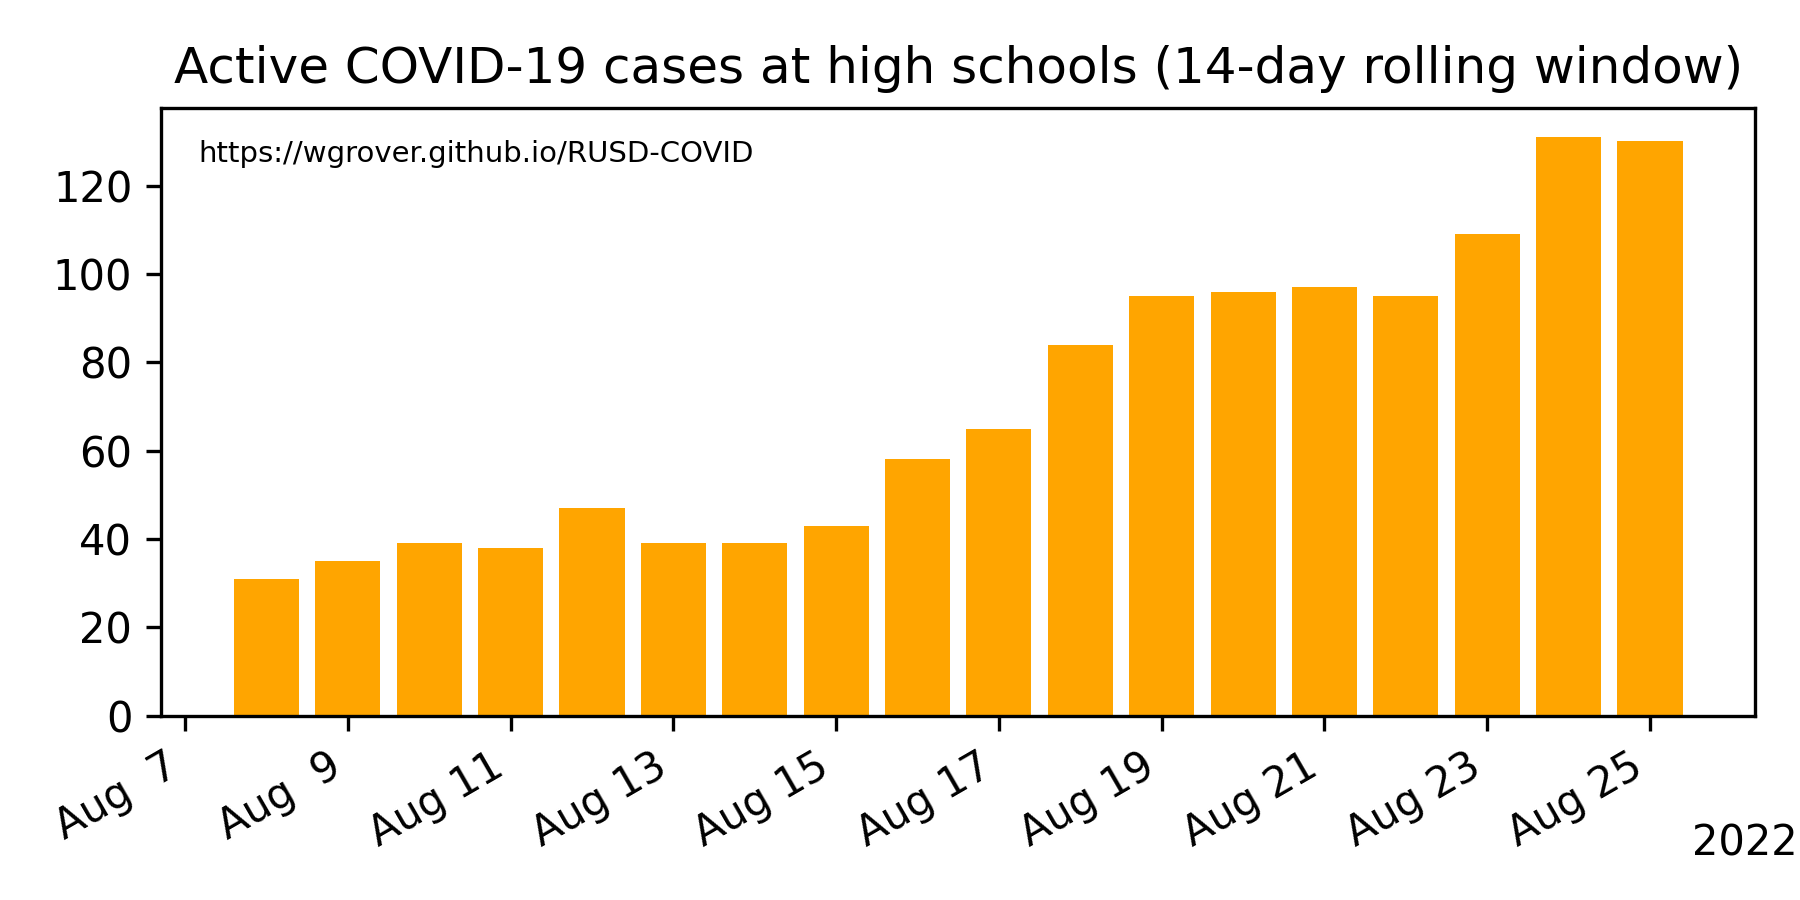 Active COVID-19 cases at high schools (14-day rolling window)
https://wgrover.github.io/RUSD-COVID
120
100
80
60
40
20
0
Aug 7
Aug 9
Aug 11
Aug 13
Aug 15
Aug 17
Aug 19
Aug 21
Aug 23
Aug 25
2022